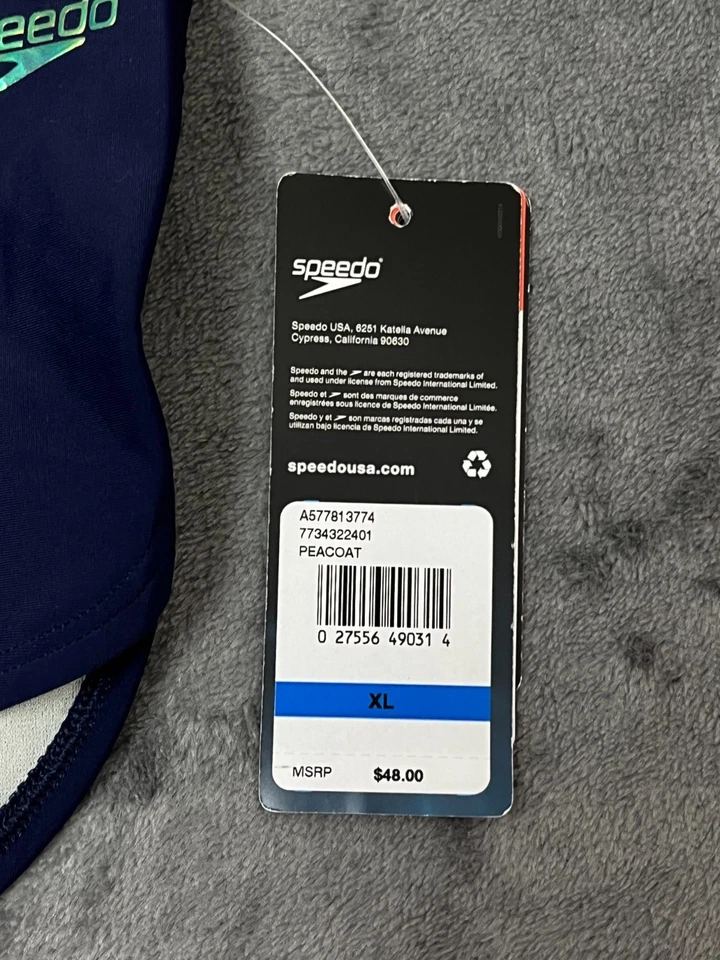 eedo
speedo®
Speedo USA, 6251 Katella Avenue
Cypress, California 90630
Speedo and the are each registered trademarks of
and used under license from Speedo International Limited.
Speedo et sont des marques de commerce
enregistrées sous licence de Speedo International Limitée.
Speedo y et son marcas registradas cada una y se
utilizan bajo licencia de Speedo International Limited.
speedousa.com
A577813774
7734322401
PEACOAT
0 27556 49031 4
XL
MSRP $48.00